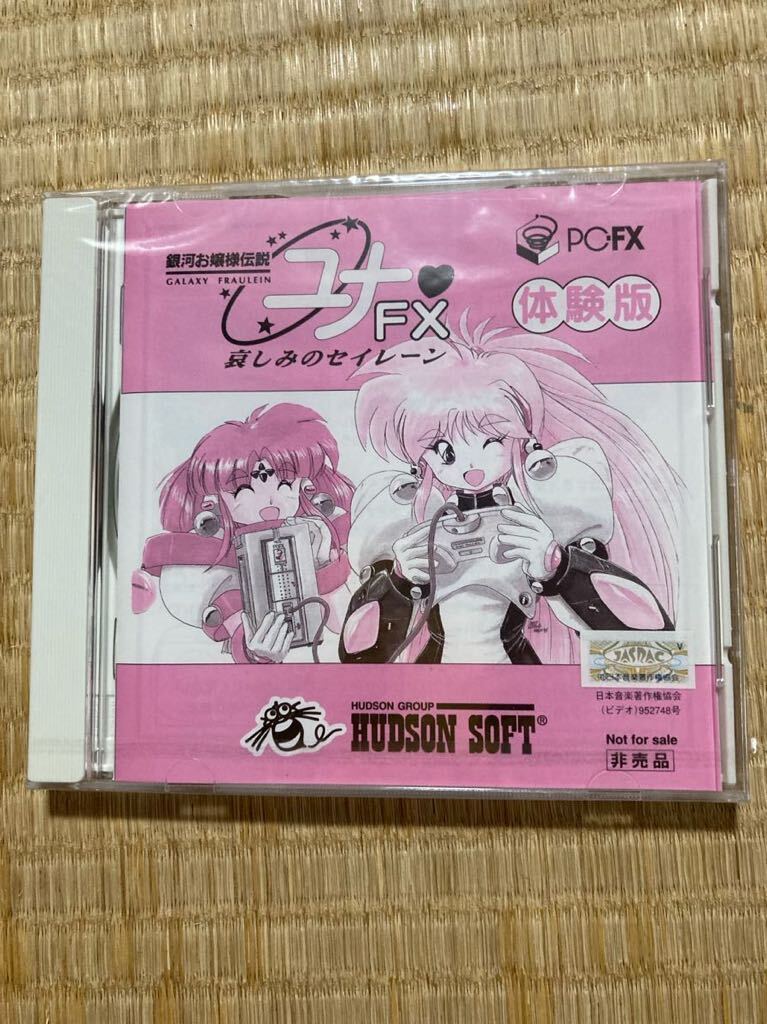 銀河お嬢様伝説
GALAXY FRAULEIN
ユナFX
哀しみのセイレーン
PC-FX
体験版
HUDSON GROUP
HUDSON SOFT®
JASRAC
V
日本音楽著作権協会
(ビデオ)952748号
Not for sale
非売品